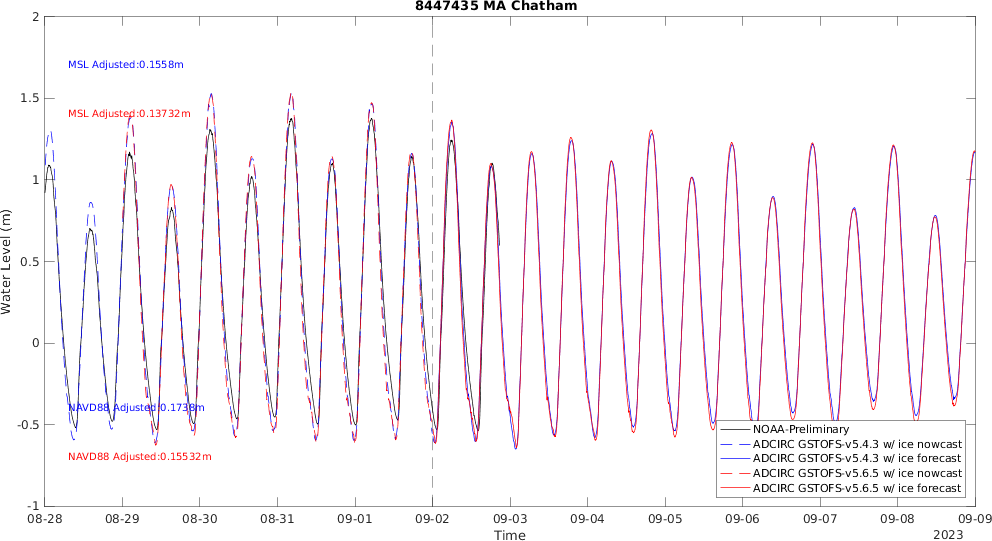 8447435 MA Chatham
2
1.5
1
0.5
0
-0.5
-1
Water Level (m)
MSL Adjusted:0.1558m
MSL Adjusted:0.13732m
NAVD88 Adjusted:0.1738m
NAVD88 Adjusted:0.15532m
NOAA-Preliminary
ADCIRC GSTOFS-v5.4.3 w/ ice nowcast
ADCIRC GSTOFS-v5.4.3 w/ ice forecast
ADCIRC GSTOFS-v5.6.5 w/ ice nowcast
ADCIRC GSTOFS-v5.6.5 w/ ice forecast
08-28 08-29 08-30 08-31 09-01 09-02 09-03 09-04 09-05 09-06 09-07 09-08 09-09
Time
2023